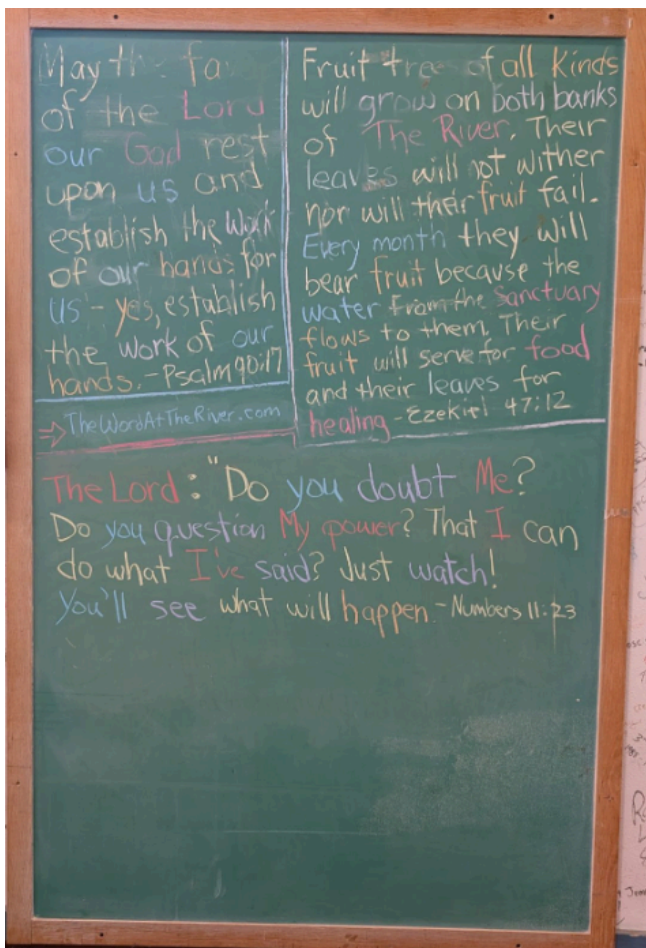 May the fa
of the Lord
our God rest
upon us and
establish the work
of our hands for
us - yes, establish
the work of our
hands. - Psalm 90:17
→ TheWordAtTheRiver.com
Fruit tree of all kinds
will grow on both banks
of The River. Their
leaves will not wither
nor will their fruit fail.
Every month they will
bear fruit because the
water from the Sanctuary
flows to them. Their
fruit will serve for food
and their leaves for
healing - Ezekiel 47:12
The Lord: "Do you doubt Me?
Do you question My power? That I can
do what I've said? Just watch!
You'll see what will happen - Numbers 11:23